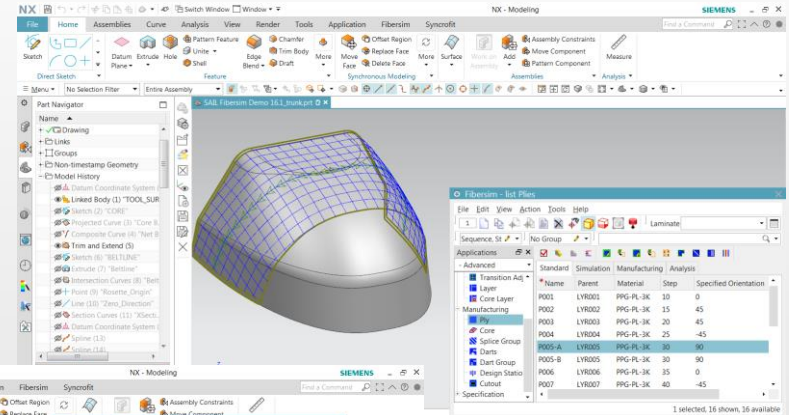 NX Switch Window Window NX - Modeling SIEMENS
File Home Assemblies Curve Analysis View Render Tools Application Fibersim Syncrofit Find a Command
Sketch Datum Plane Extrude Hole Pattern Feature Unite Shell Edge Blend Chamfer Trim Body Draft More Move Face Offset Region Replace Face Delete Face More Surface Work on Assembly Add Assembly Constraints Move Component Pattern Component Measure
Direct Sketch Feature Synchronous Modeling Assemblies Analysis
Menu No Selection Filter Entire Assembly
Part Navigator SAB, Fibersim Demo 16.1_trunk.prt
Name
Drawing
Links
Groups
Non-timestamp Geometry
Model History
Datum Coordinate System
Linked Body (1) "TOOL_SUR
Sketch (2) "CORE"
Projected Curve (3) "Core B
Composite Curve (4) "Net B
Trim and Extend (5)
Sketch (6) "BELTLINE"
Extrude (7) "Beltline"
Intersection Curves (8) "Belt
Point (9) "Rosette_Origin"
Line (10) "Zero_Direction"
Section Curves (11) "XSecti
Datum Coordinate System
Spline (13)
Spline (14)
Fibersim - list Plies
File Edit View Action Tools Help
1 Laminate
Sequence, St No Group
Applications
Advanced
Transition Adj
Layer
Core Layer
Manufacturing
Ply
Core
Splice Group
Darts
Dart Group
Design Statio
Cutout
Specification
Standard Simulation Manufacturing Analysis
Name Parent Material Step Specified Orientation
P001 LYR001 PPG-PL-3K 10 0
P002 LYR002 PPG-PL-3K 15 45
P003 LYR003 PPG-PL-3K 20 45
P004 LYR004 PPG-PL-3K 25 -45
P005-A LYR005 PPG-PL-3K 30 90
P005-B LYR005 PPG-PL-3K 30 90
P006 LYR006 PPG-PL-3K 35 0
P007 LYR007 PPG-PL-3K 40 -45
1 selected, 16 shown, 16 available
NX - Modeling SIEMENS
Fibersim Syncrofit Find a Command
Offset Region Assembly Constraints
Replace Face Move Component